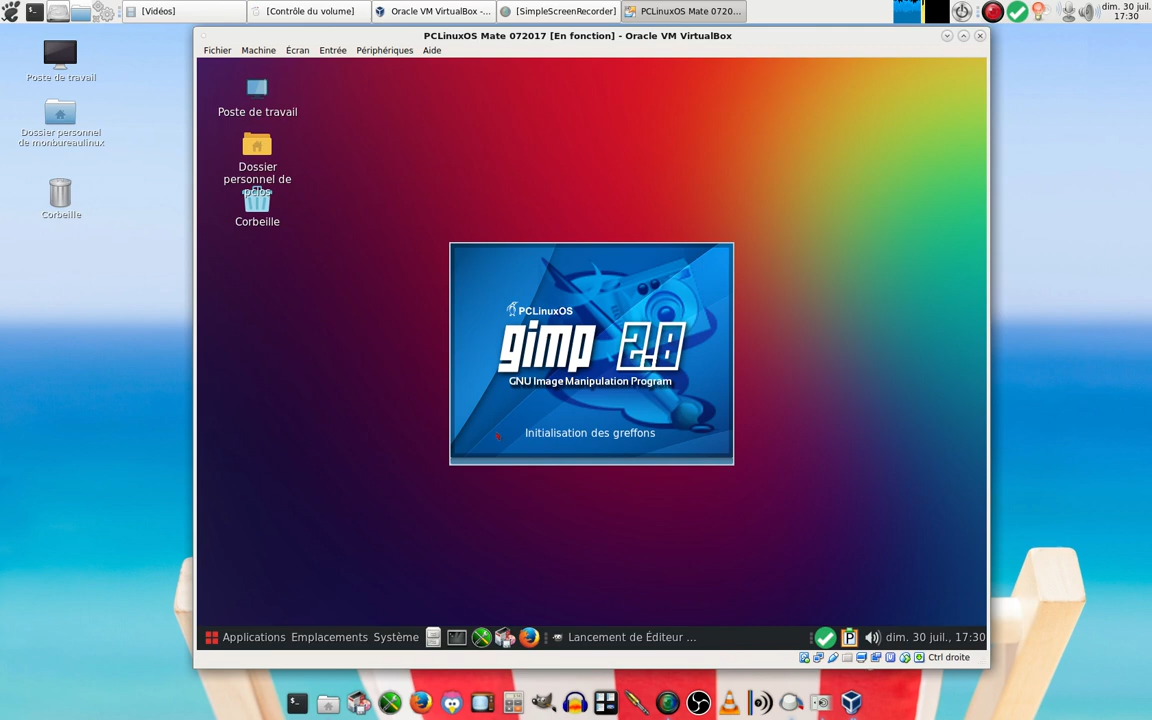 [Vidéos]
[Contrôle du volume]
Oracle VM VirtualBox -...
[SimpleScreenRecorder]
PCLinuxOS Mate 0720...
dim. 30 juil.
17:30
Poste de travail
Dossier personnel
de monbureaulinux
Corbeille
PCLinuxOS Mate 072017 [En fonction] - Oracle VM VirtualBox
Fichier Machine Écran Entrée Périphériques Aide
Poste de travail
Dossier
personnel de
pclos
Corbeille
PCLinuxOS
gimp 2.8
GNU Image Manipulation Program
Initialisation des greffons
Applications Emplacements Système
Lancement de Éditeur ...
dim. 30 juil., 17:30
Ctrl droite